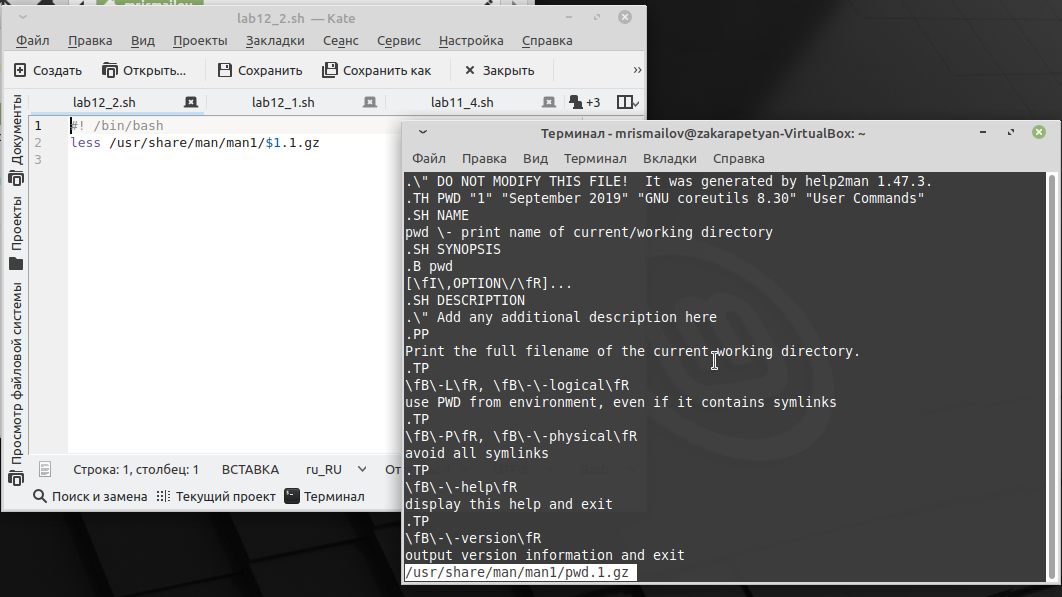 mrismailov
lab12_2.sh — Kate
Файл Правка Вид Проекты Закладки Сеанс Сервис Настройка Справка
Создать Открыть... Сохранить Сохранить как Закрыть »
lab12_2.sh lab12_1.sh lab11_4.sh +3
Документы
Проекты
Просмотр файловой системы
1 #! /bin/bash
2 less /usr/share/man/man1/$1.1.gz
3
Строка: 1, столбец: 1 ВСТАВКА ru_RU От
Поиск и замена Текущий проект Терминал
Терминал - mrismailov@zakarapetyan-VirtualBox: ~
Файл Правка Вид Терминал Вкладки Справка
.\" DO NOT MODIFY THIS FILE!  It was generated by help2man 1.47.3.
.TH PWD "1" "September 2019" "GNU coreutils 8.30" "User Commands"
.SH NAME
pwd \- print name of current/working directory
.SH SYNOPSIS
.B pwd
[\fI\,OPTION\/\fR]...
.SH DESCRIPTION
.\" Add any additional description here
.PP
Print the full filename of the current working directory.
.TP
\fB\-L\fR, \fB\-\-logical\fR
use PWD from environment, even if it contains symlinks
.TP
\fB\-P\fR, \fB\-\-physical\fR
avoid all symlinks
.TP
\fB\-\-help\fR
display this help and exit
.TP
\fB\-\-version\fR
output version information and exit
/usr/share/man/man1/pwd.1.gz